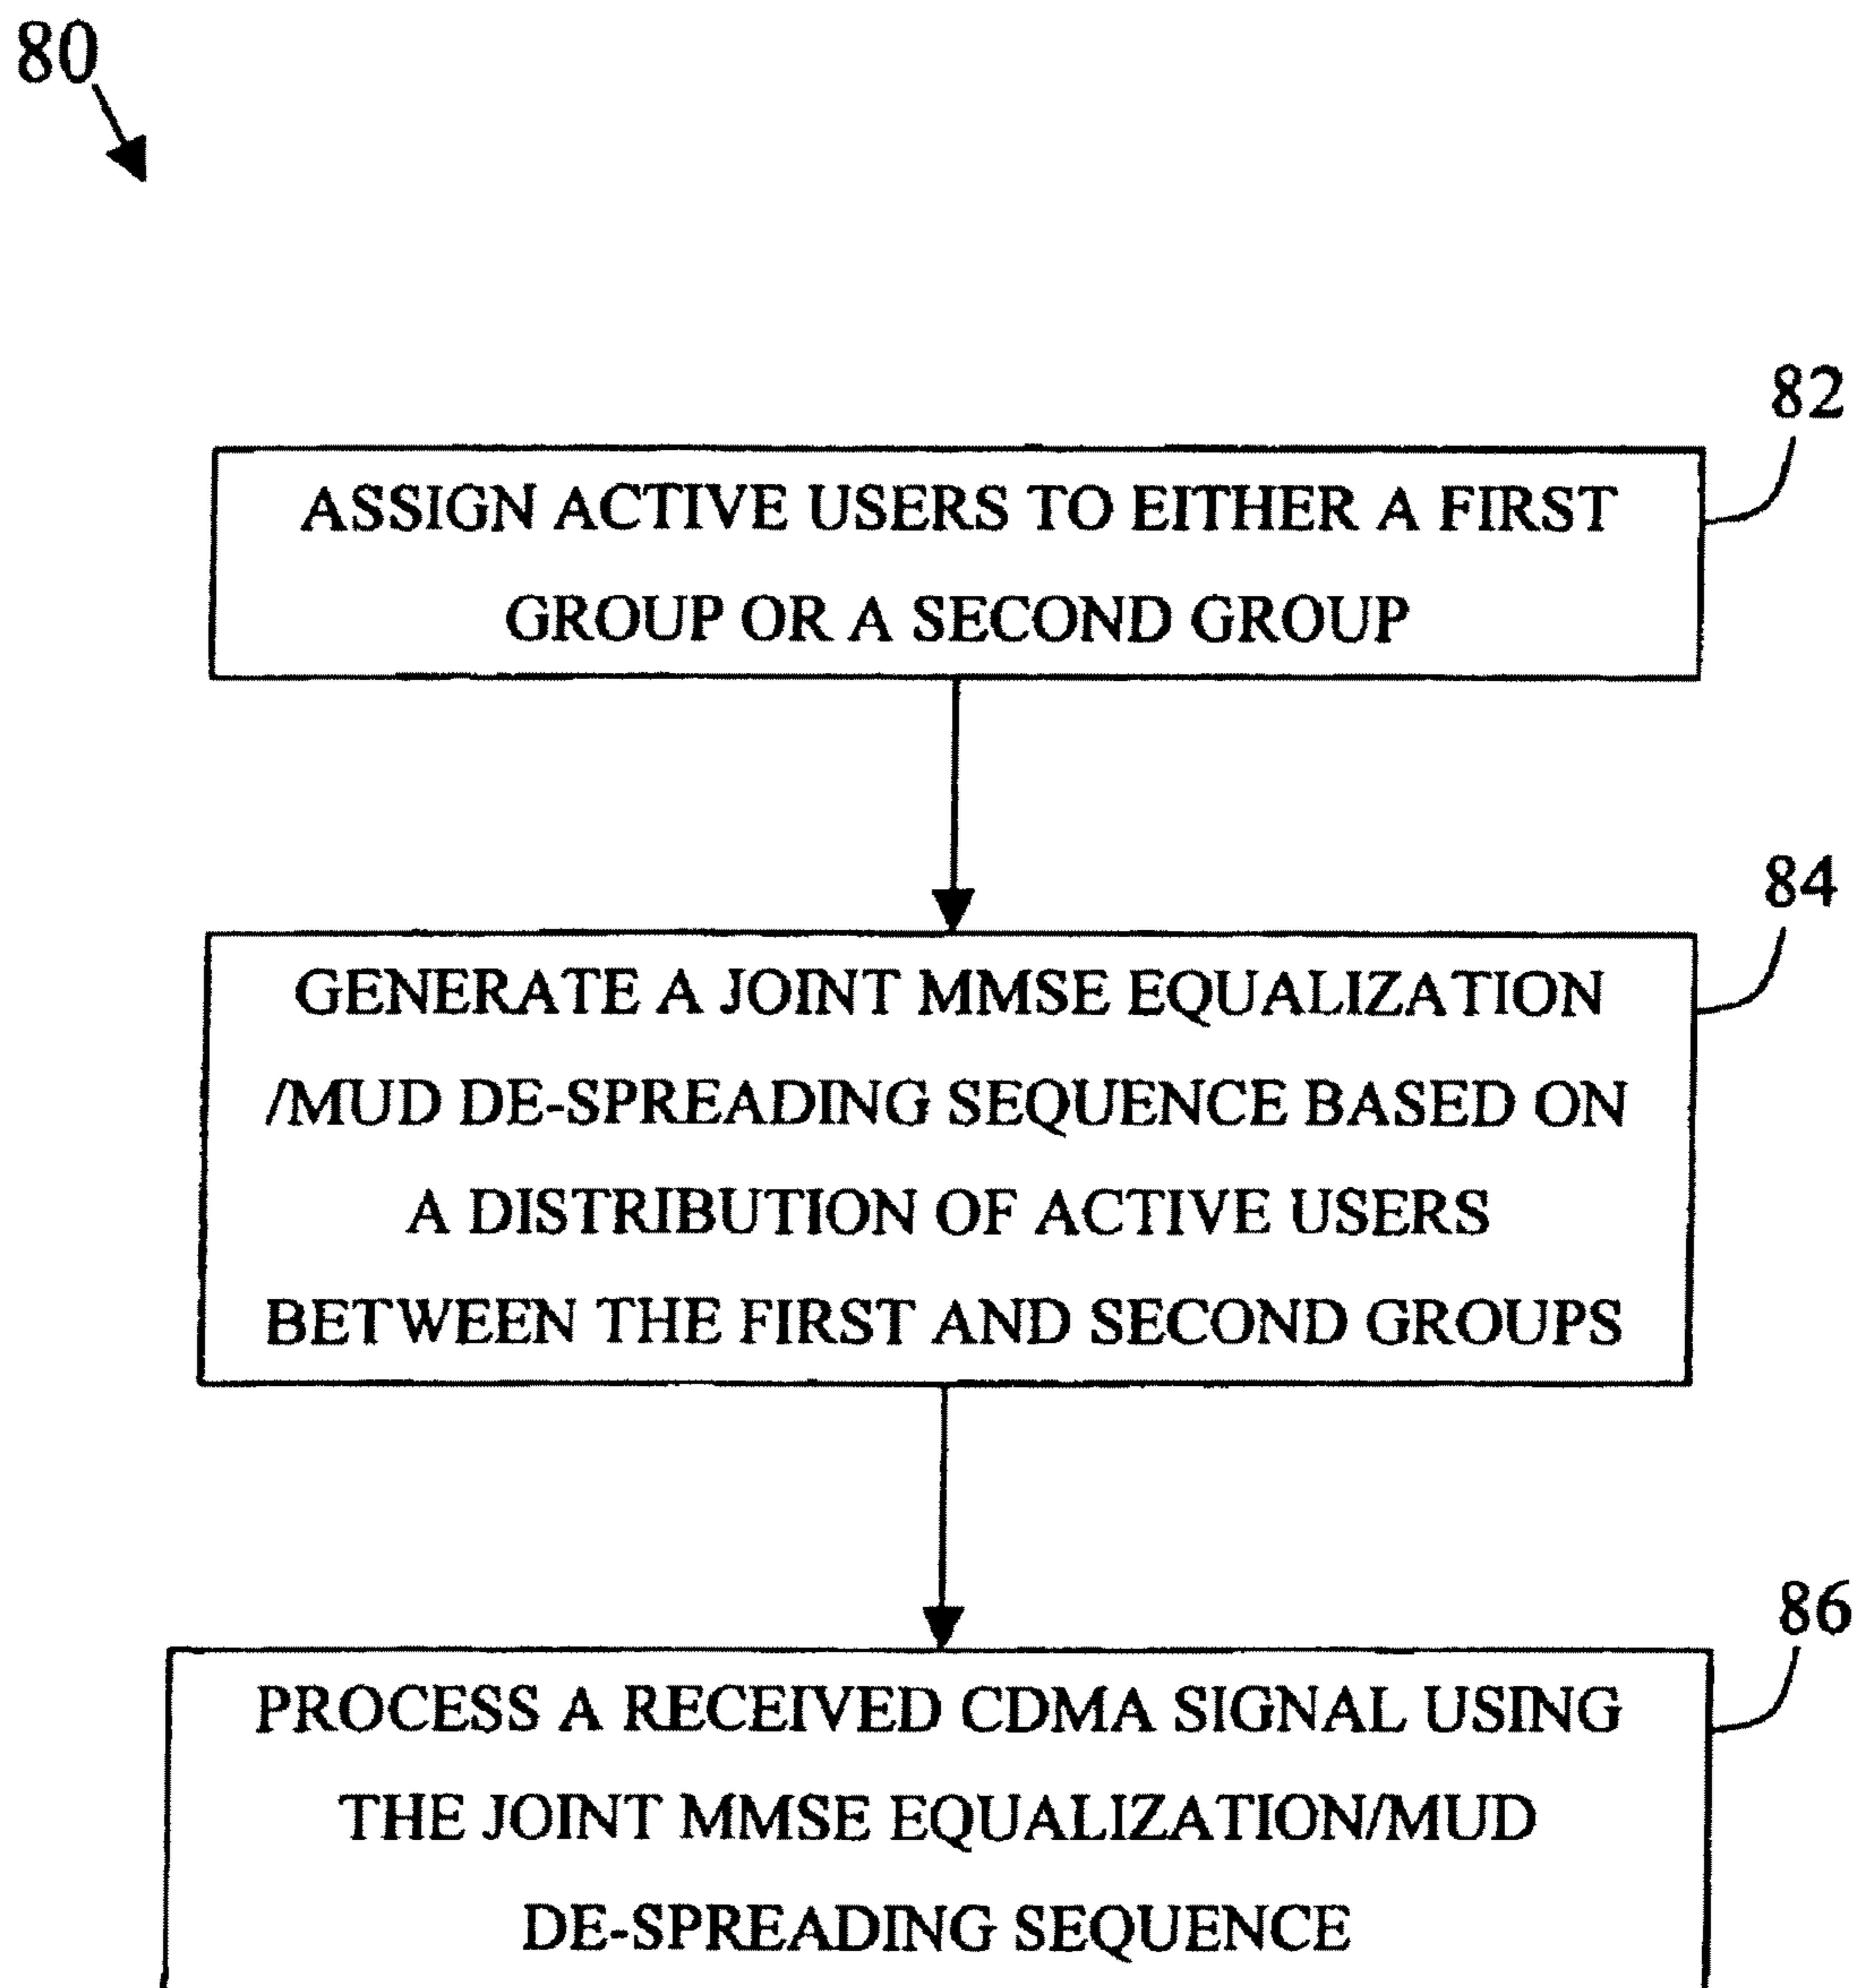 80
82
ASSIGN ACTIVE USERS TO EITHER A FIRST
GROUP OR A SECOND GROUP
84
GENERATE A JOINT MMSE EQUALIZATION
/MUD DE-SPREADING SEQUENCE BASED ON
A DISTRIBUTION OF ACTIVE USERS
BETWEEN THE FIRST AND SECOND GROUPS
86
PROCESS A RECEIVED CDMA SIGNAL USING
THE JOINT MMSE EQUALIZATION/MUD
DE-SPREADING SEQUENCE